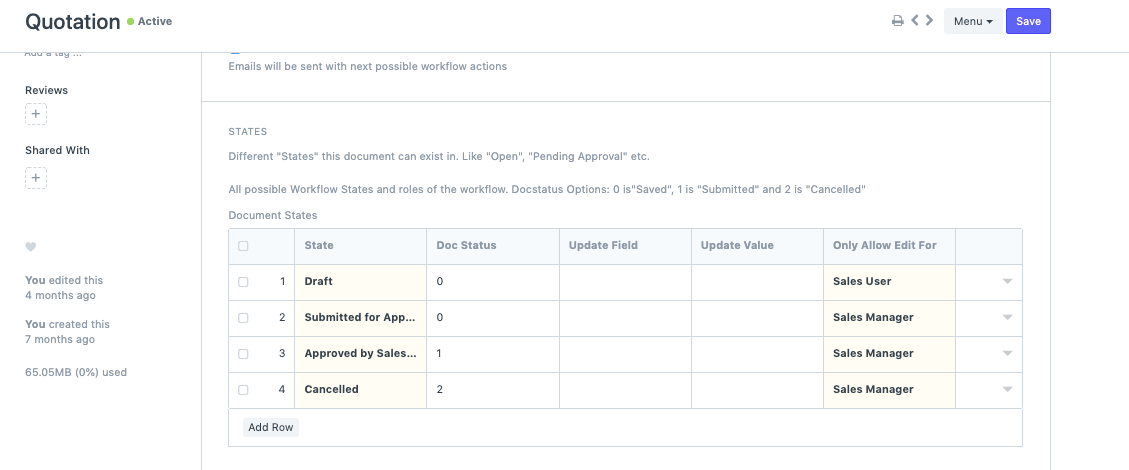 Quotation Active
Menu
Save
Add a tag ...
Reviews
+
Shared With
+
You edited this
4 months ago
You created this
7 months ago
65.05MB (0%) used
Emails will be sent with next possible workflow actions
STATES
Different "States" this document can exist in. Like "Open", "Pending Approval" etc.
All possible Workflow States and roles of the workflow. Docstatus Options: 0 is"Saved", 1 is "Submitted" and 2 is "Cancelled"
Document States
State Doc Status Update Field Update Value Only Allow Edit For
1 Draft 0 Sales User
2 Submitted for App... 0 Sales Manager
3 Approved by Sales... 1 Sales Manager
4 Cancelled 2 Sales Manager
Add Row